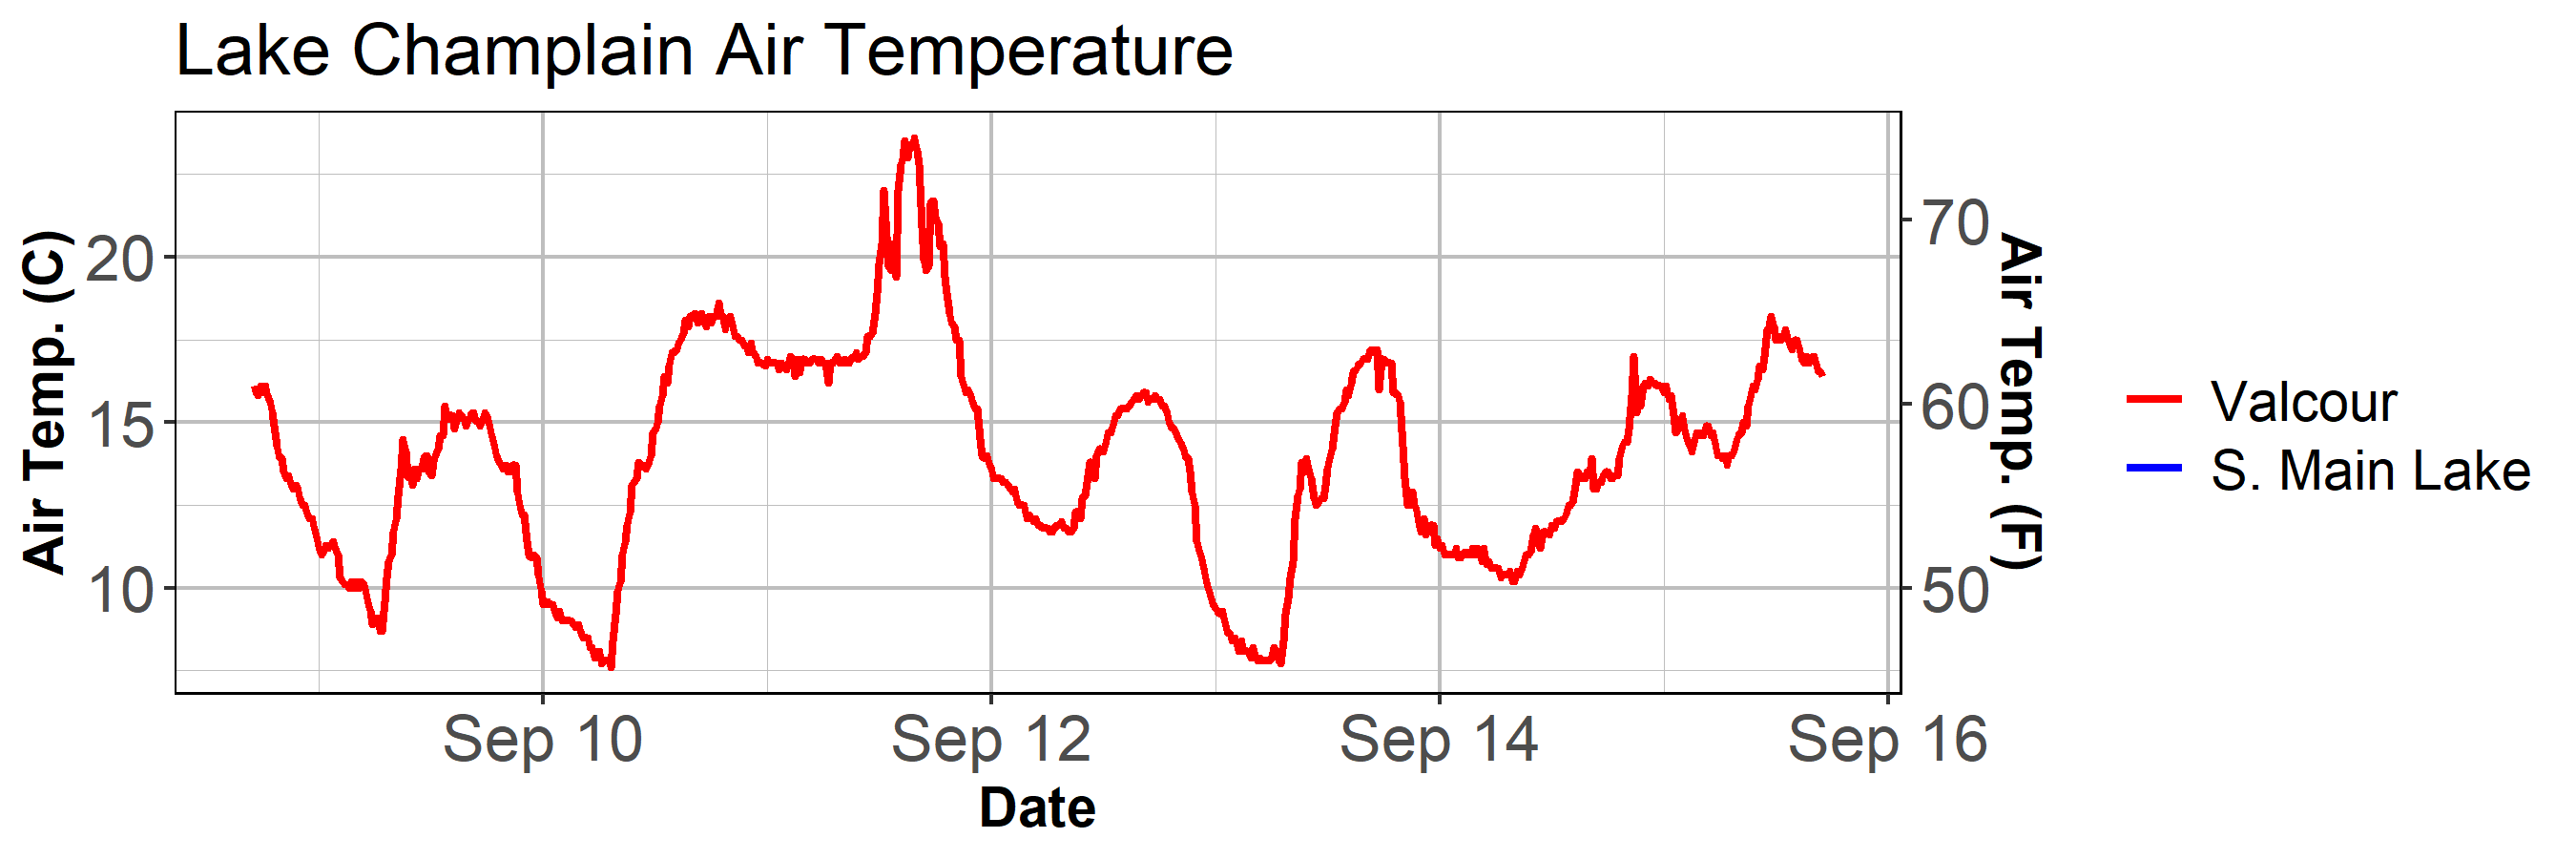 Lake Champlain Air Temperature
Air Temp. (C)
20
15
10
70
60
50
Air Temp. (F)
Sep 10
Sep 12
Sep 14
Sep 16
Date
Valcour
S. Main Lake